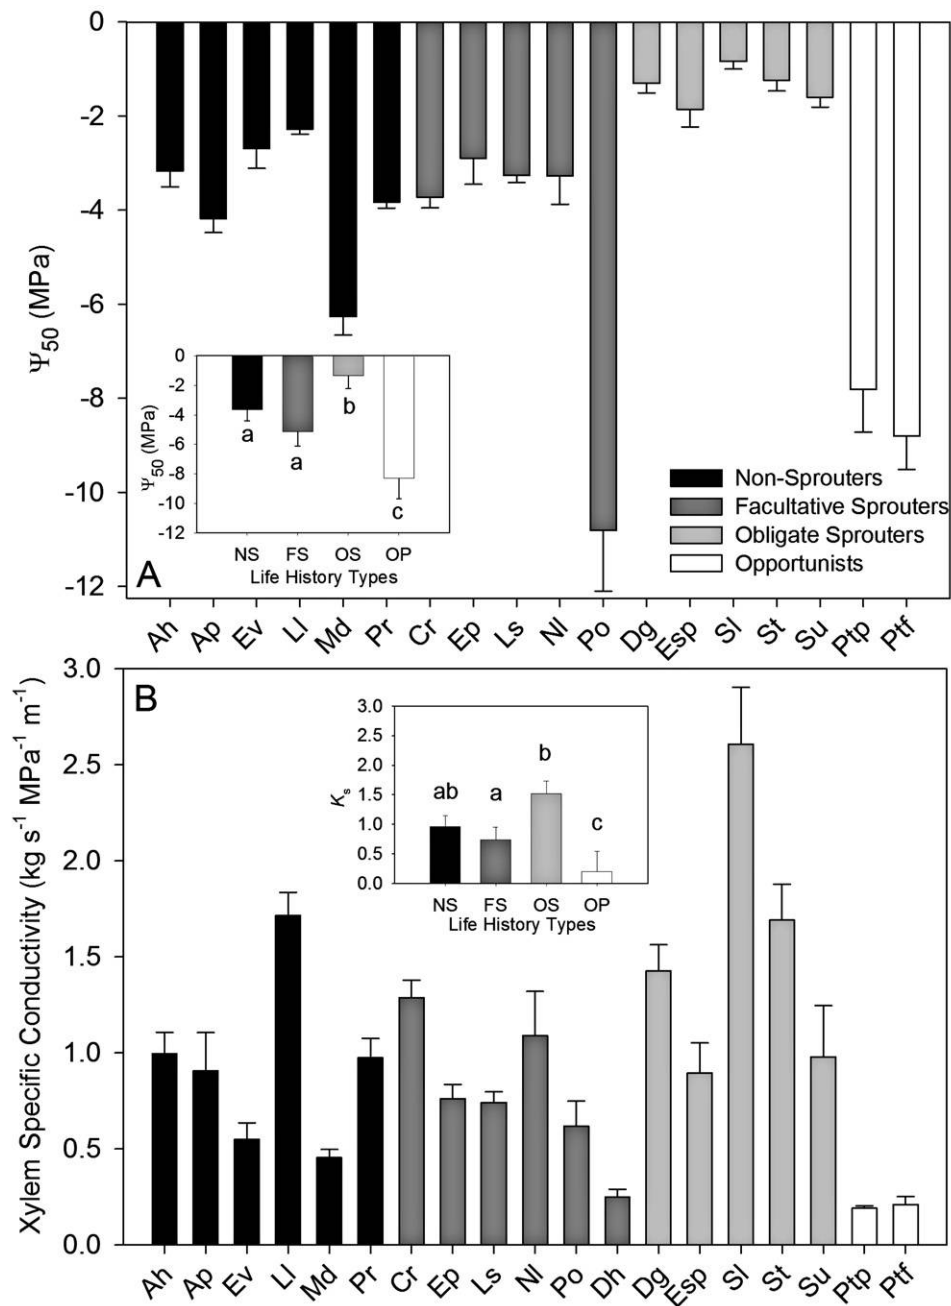 0
-2
-4
-6
-8
-10
-12
Ψ50 (MPa)
0
-2
-4
-6
-8
-10
-12
Ψ50 (MPa)
a
a
b
c
NS FS OS OP
Life History Types
Non-Sprouters
Facultative Sprouters
Obligate Sprouters
Opportunists
A
Ah Ap Ev Ll Md Pr Cr Ep Ls Nl Po Dg Esp Sl St Su Ptp Ptf
B
3.0
2.5
2.0
1.5
1.0
0.5
0.0
Xylem Specific Conductivity (kg s-1 MPa-1 m-1)
3.0
2.5
2.0
1.5
1.0
0.5
0.0
Ks
ab
a
b
c
NS FS OS OP
Life History Types
Ah Ap Ev Ll Md Pr Cr Ep Ls Nl Po Dh Dg Esp Sl St Su Ptp Ptf